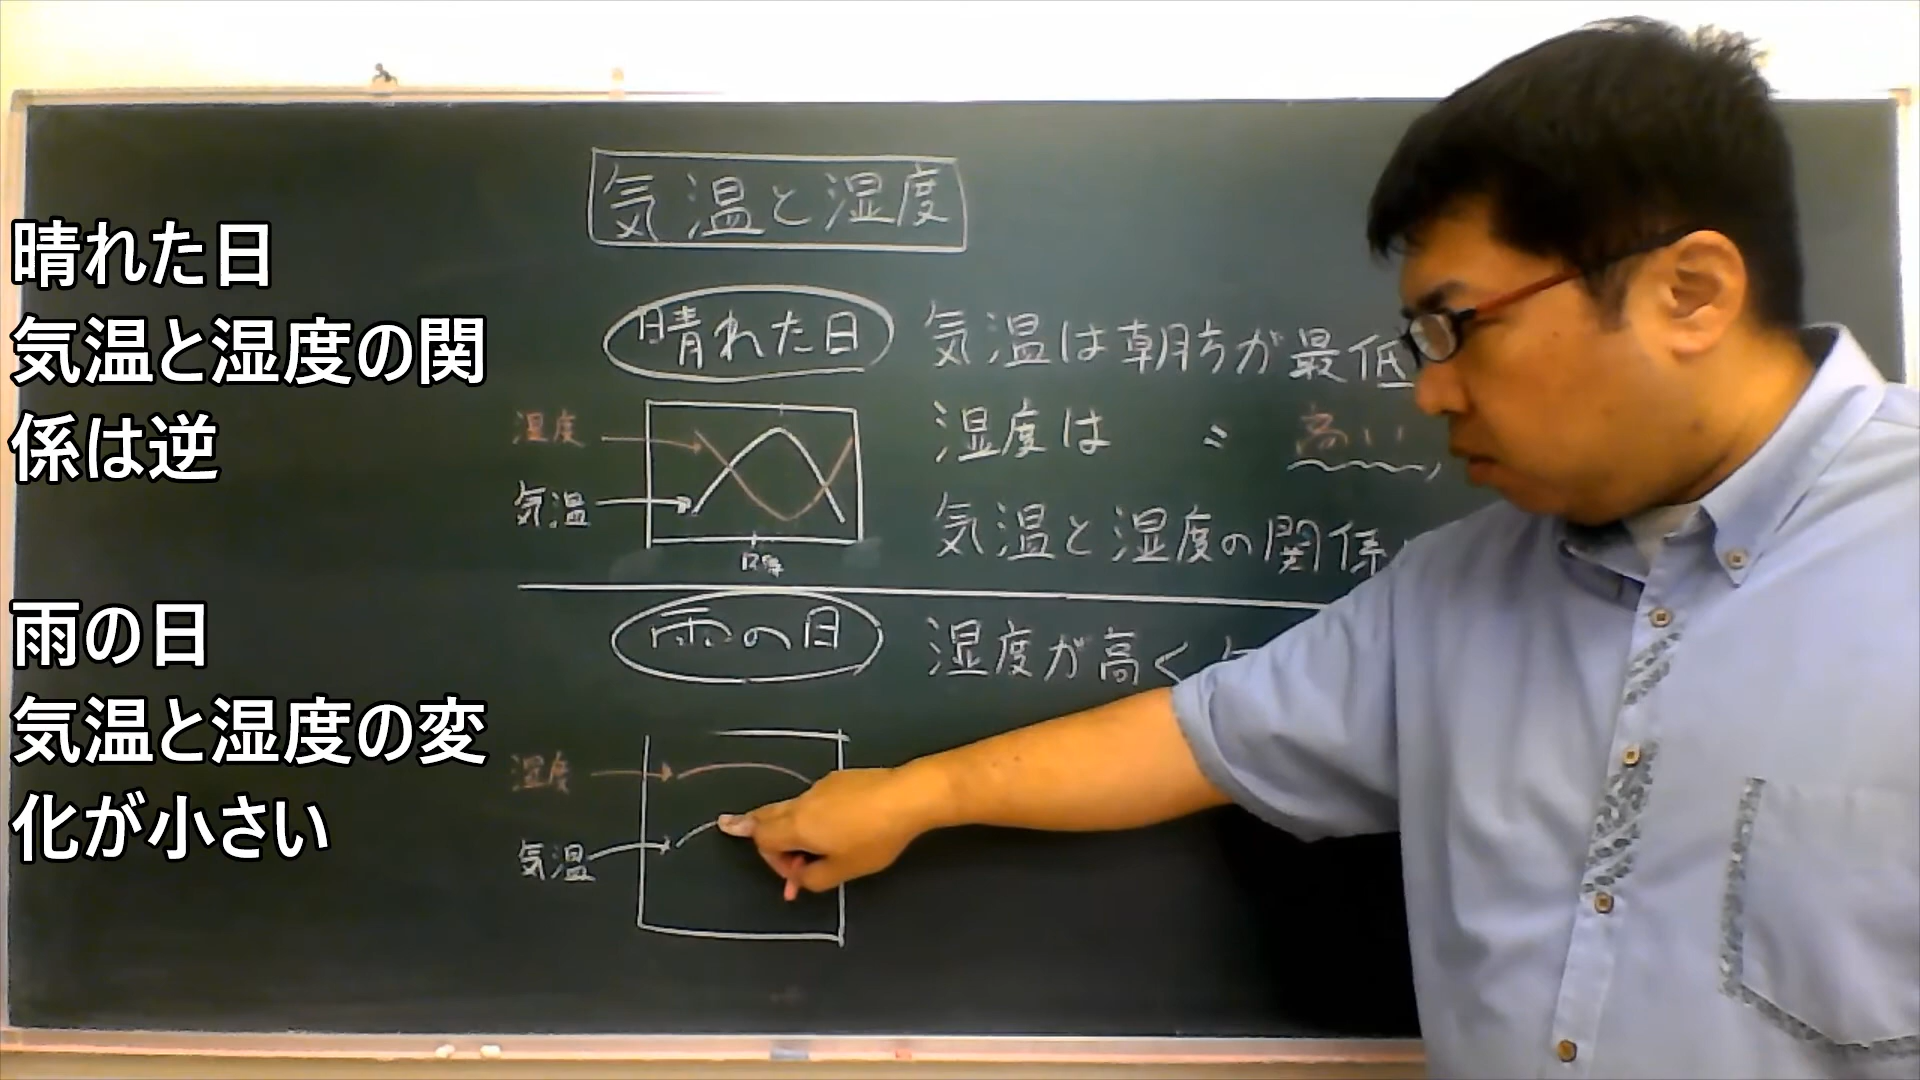 晴れた日
気温と湿度の関
係は逆
雨の日
気温と湿度の変
化が小さい
気温と湿度
晴れた日
気温は朝方が最低
湿度は 〃 高い
湿度
気温
12時
気温と湿度の関係
雨の日
湿度が高く
湿度
気温